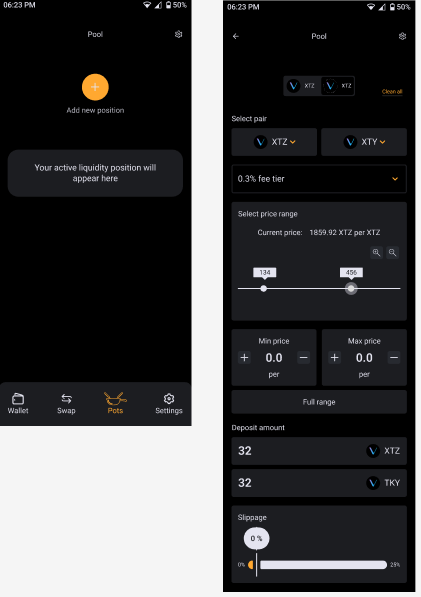 06:23 PM
50%
Pool
Add new position
Your active liquidity position will
appear here
Wallet
Swap
Pots
Settings
06:23 PM
50%
Pool
XTZ
XTZ
Clean all
Select pair
XTZ
XTY
0.3% fee tier
Select price range
Current price: 1859.92 XTZ per XTZ
134
456
Min price
Max price
+ 0.0 −
+ 0.0 −
per
per
Full range
Deposit amount
32
XTZ
32
TKY
Slippage
0 %
0%
25%